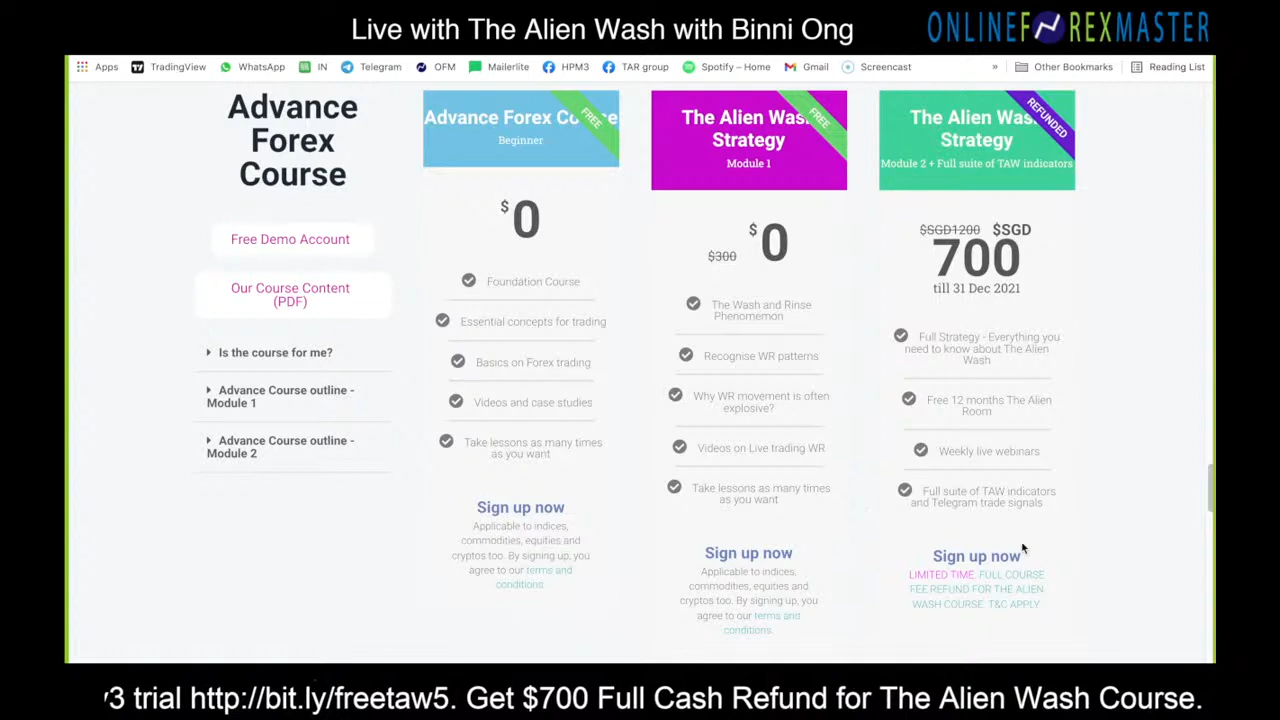 Live with The Alien Wash with Binni Ong
ONLINEFOREXMASTER
Apps TradingView WhatsApp IN Telegram OFM Mailerlite HPM3 TAR group Spotify – Home Gmail Screencast » Other Bookmarks Reading List
Advance
Forex
Course
Free Demo Account
Our Course Content
(PDF)
Is the course for me?
Advance Course outline -
Module 1
Advance Course outline -
Module 2
Advance Forex Course
FREE
Beginner
$0
Foundation Course
Essential concepts for trading
Basics on Forex trading
Videos and case studies
Take lessons as many times
as you want
Sign up now
Applicable to indices,
commodities, equities and
cryptos too. By signing up, you
agree to our terms and
conditions.
The Alien Wash
Strategy
FREE
Module 1
$300 $0
The Wash and Rinse
Phenomemon
Recognise WR patterns
Why WR movement is often
explosive?
Videos on Live trading WR
Take lessons as many times
as you want
Sign up now
Applicable to indices,
commodities, equities and
cryptos too. By signing up, you
agree to our terms and
conditions.
The Alien Wash
Strategy
REFUNDED
Module 2 + Full suite of TAW indicators
$SGD1200 $SGD
700
till 31 Dec 2021
Full Strategy - Everything you
need to know about The Alien
Wash
Free 12 months The Alien
Room
Weekly live webinars
Full suite of TAW indicators
and Telegram trade signals
Sign up now
LIMITED TIME: FULL COURSE
FEE REFUND FOR THE ALIEN
WASH COURSE. T&C APPLY
v3 trial http://bit.ly/freetaw5. Get $700 Full Cash Refund for The Alien Wash Course.